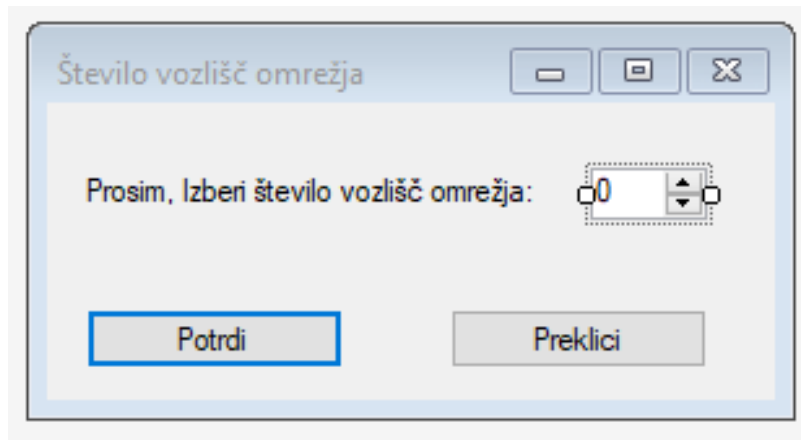 Število vozlišč omrežja
Prosim, Izberi število vozlišč omrežja: 0
Potrdi Preklici